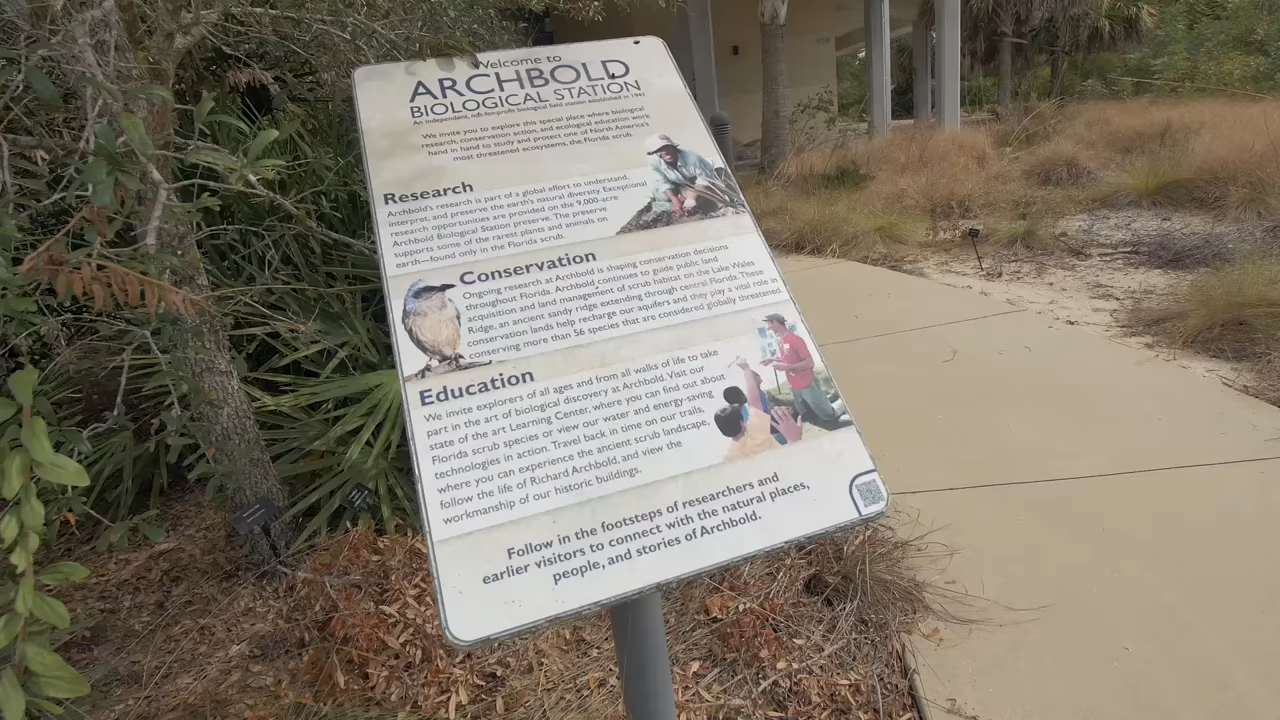 Welcome to
ARCHBOLD
BIOLOGICAL STATION
An independent, not-for-profit biological field station established in 1941
We invite you to explore this special place where biological
research, conservation action, and ecological education work
hand in hand to study and protect one of North America's
most threatened ecosystems, the Florida scrub.
Research
Archbold's research is part of a global effort to understand,
interpret, and preserve the earth's natural diversity. Exceptional
research opportunities are provided on the 9,000-acre
Archbold Biological Station preserve. The preserve
supports some of the rarest plants and animals on
earth—found only in the Florida scrub.
Conservation
Ongoing research at Archbold is shaping conservation decisions
throughout Florida. Archbold continues to guide public land
acquisition and land management of scrub habitat on the Lake Wales
Ridge, an ancient sandy ridge extending through central Florida. These
conservation lands help recharge our aquifers and they play a vital role in
conserving more than 56 species that are considered globally threatened.
Education
We invite explorers of all ages and from all walks of life to take
part in the art of biological discovery at Archbold. Visit our
state of the art Learning Center, where you can find out about
Florida scrub species or view our water and energy-saving
technologies in action. Travel back in time on our trails,
where you can experience the ancient scrub landscape,
follow the life of Richard Archbold, and view the
workmanship of our historic buildings.
Follow in the footsteps of researchers and
earlier visitors to connect with the natural places,
people, and stories of Archbold.